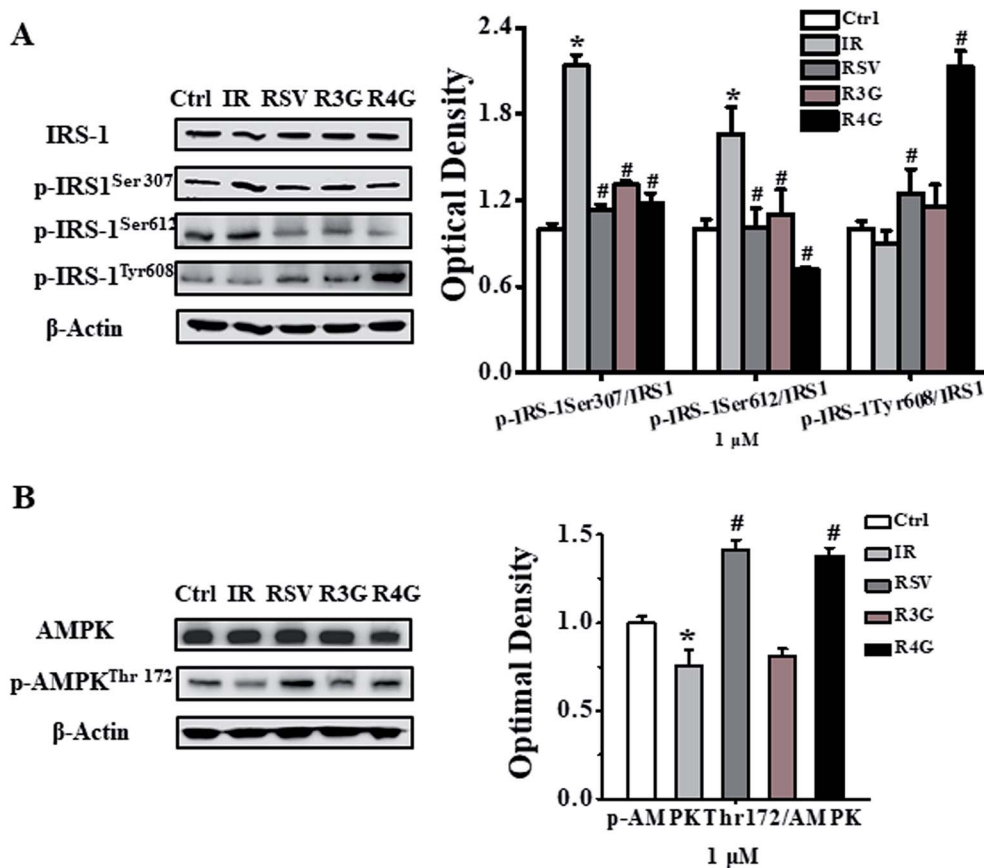 A
Ctrl IR RSV R3G R4G
IRS-1
p-IRS1Ser307
p-IRS-1Ser612
p-IRS-1Tyr608
β-Actin
Optical Density
2.4
1.8
1.2
0.6
0.0
*
#
#
#
*
#
#
#
#
#
Ctrl
IR
RSV
R3G
R4G
p-IRS-1Ser307/IRS1
p-IRS-1Ser612/IRS1
p-IRS-1Tyr608/IRS1
1 μM
B
Ctrl IR RSV R3G R4G
AMPK
p-AMPKThr 172
β-Actin
Optimal Density
1.5
1.0
0.5
0.0
*
#
#
Ctrl
IR
RSV
R3G
R4G
p-AMPKThr172/AMPK
1 μM